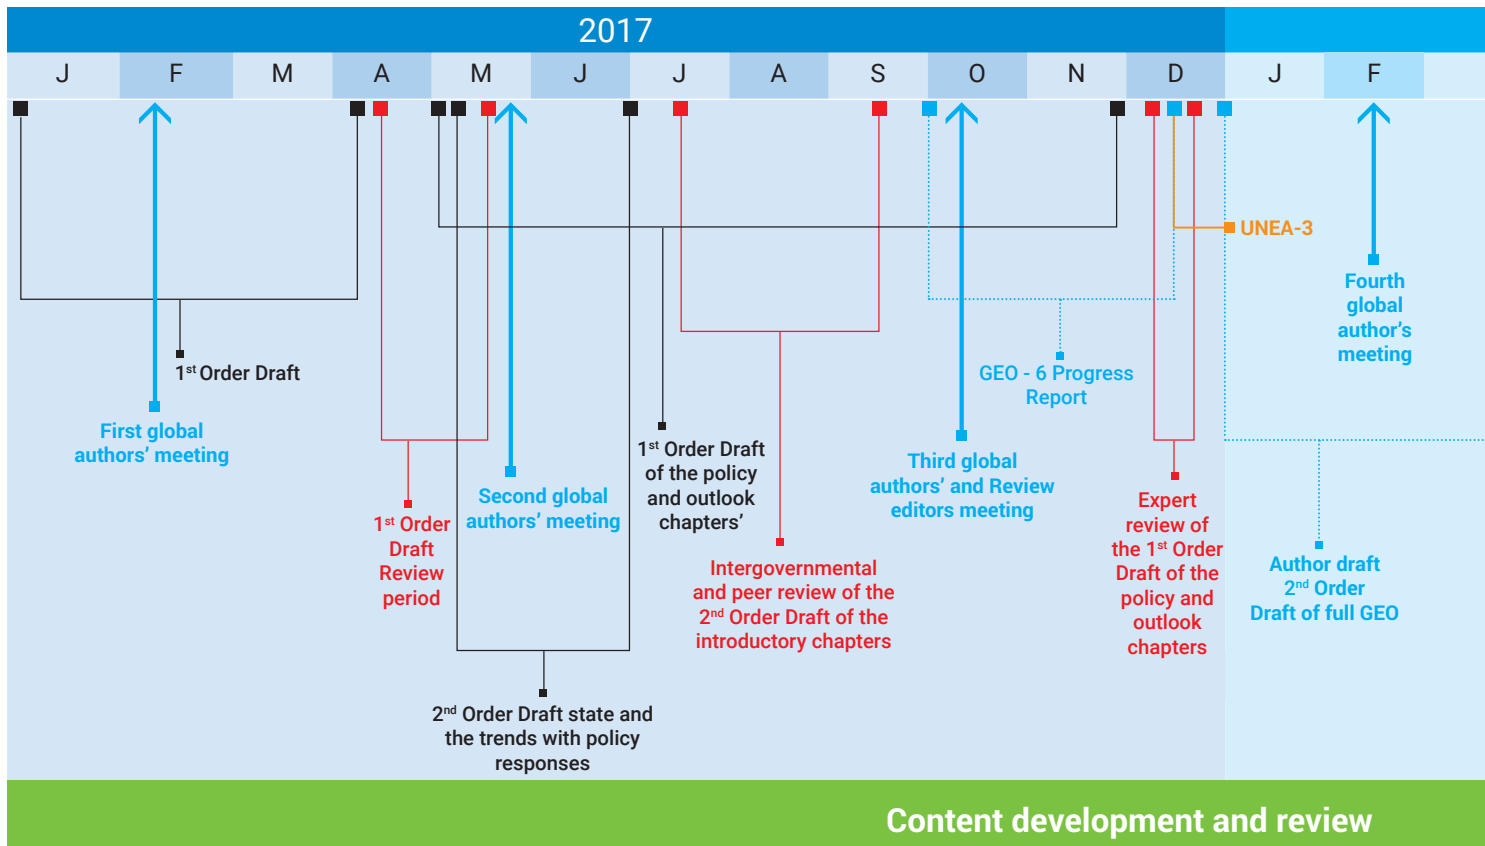 2017
J F M A M J J A S O N D J F
UNEA-3
Fourth
global
author's
meeting
1st Order Draft
GEO - 6 Progress
Report
First global
authors’ meeting
1st Order Draft
of the policy
and outlook
chapters’
Third global
authors’ and Review
editors meeting
Second global
authors’ meeting
Expert
review of
the 1st Order
Draft of the
policy and
outlook
chapters
1st Order
Draft
Review
period
Intergovernmental
and peer review of the
2nd Order Draft of the
introductory chapters
Author draft
2nd Order
Draft of full GEO
2nd Order Draft state and
the trends with policy
responses
Content development and review